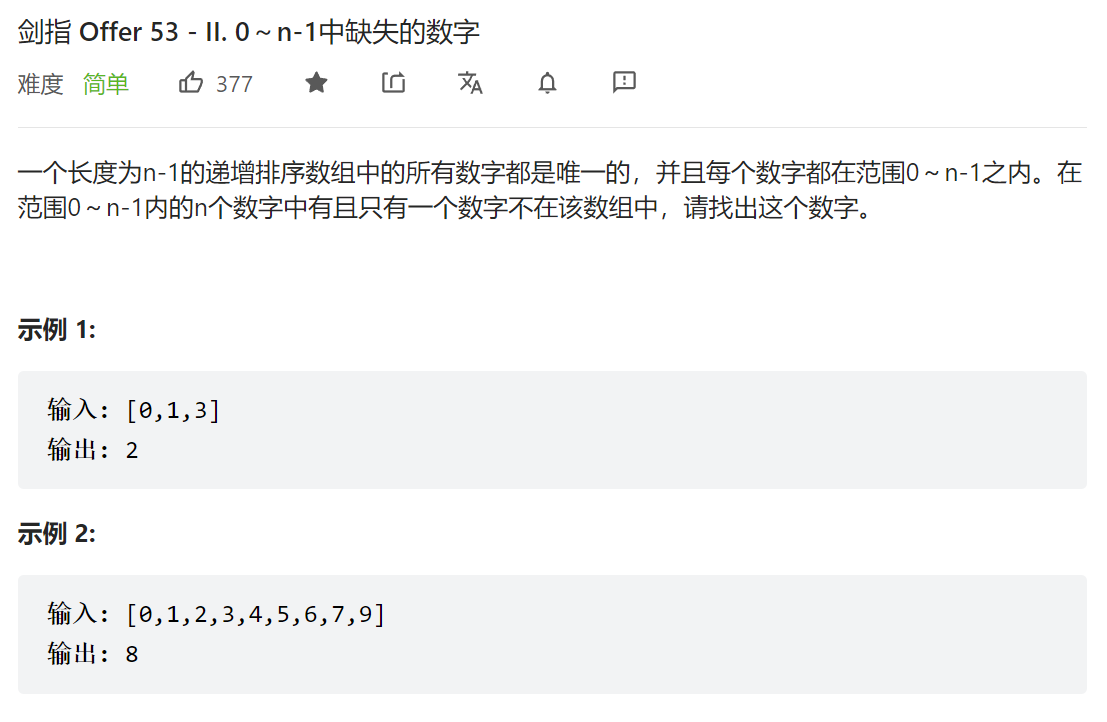 剑指 Offer 53 - II. 0～n-1中缺失的数字
难度 简单 377
一个长度为n-1的递增排序数组中的所有数字都是唯一的，并且每个数字都在范围0～n-1之内。在
范围0～n-1内的n个数字中有且只有一个数字不在该数组中，请找出这个数字。
示例 1:
输入: [0,1,3]
输出: 2
示例 2:
输入: [0,1,2,3,4,5,6,7,9]
输出: 8